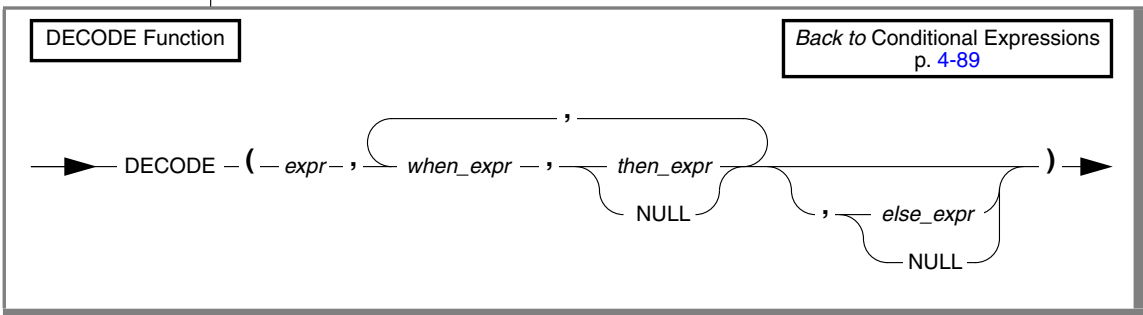 DECODE Function
Back to Conditional Expressions
p. 4-89
,
DECODE ( expr , when_expr , then_expr )
NULL
, else_expr
NULL